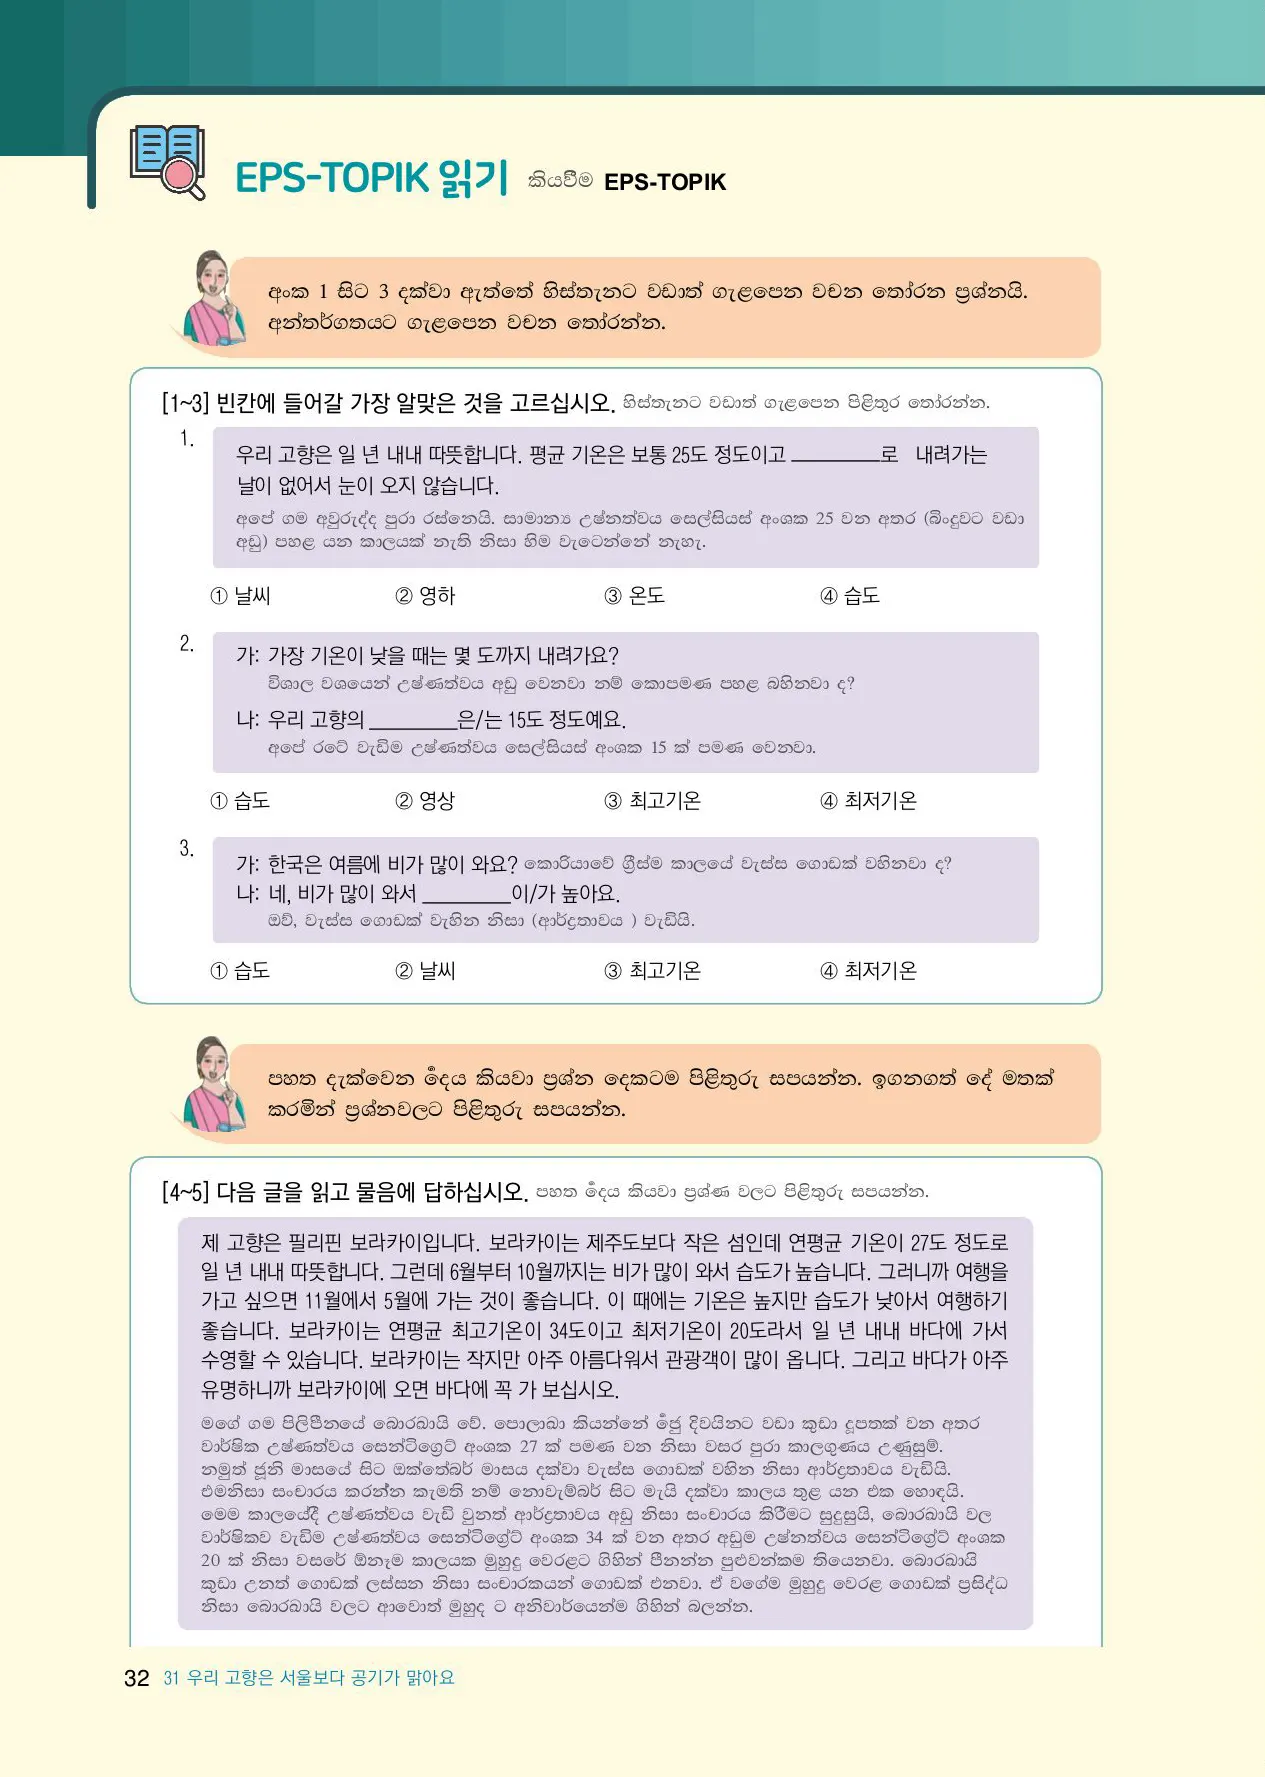 EPS-TOPIK 읽기 කියවීම EPS-TOPIK
අංක 1 සිට 3 දක්වා ඇත්තේ හිස්තැනට වඩාත් ගැළපෙන වචන තෝරන ප්‍රශ්නයි.
අන්තර්ගතයට ගැළපෙන වචන තෝරන්න.
[1~3] 빈칸에 들어갈 가장 알맞은 것을 고르십시오. හිස්තැනට වඩාත් ගැළපෙන පිළිතුර තෝරන්න.
1.
우리 고향은 일 년 내내 따뜻합니다. 평균 기온은 보통 25도 정도이고 ________로 내려가는
날이 없어서 눈이 오지 않습니다.
අපේ ගම අවුරුද්ද පුරා රස්නෙයි. සාමාන්‍ය උෂ්නත්වය සෙල්සියස් අංශක 25 වන අතර (බිංදුවට වඩා
අඩු) පහළ යන කාලයක් නැති නිසා හිම වැටෙන්නේ නැහැ.
① 날씨 ② 영하 ③ 온도 ④ 습도
2.
가: 가장 기온이 낮을 때는 몇 도까지 내려가요?
විශාල වශයෙන් උෂ්ණත්වය අඩු වෙනවා නම් කොපමණ පහළ බහිනවා ද?
나: 우리 고향의 ________은/는 15도 정도예요.
අපේ රටේ වැඩිම උෂ්ණත්වය සෙල්සියස් අංශක 15 ක් පමණ වෙනවා.
① 습도 ② 영상 ③ 최고기온 ④ 최저기온
3.
가: 한국은 여름에 비가 많이 와요? කොරියාවේ ග්‍රීස්ම කාලයේ වැස්ස ගොඩක් වහිනවා ද?
나: 네, 비가 많이 와서 ________이/가 높아요.
ඔව්, වැස්ස ගොඩක් වැහින නිසා (ආර්ද්‍රතාවය ) වැඩියි.
① 습도 ② 날씨 ③ 최고기온 ④ 최저기온
පහත දැක්වෙන ඡේදය කියවා ප්‍රශ්න දෙකටම පිළිතුරු සපයන්න. ඉගනගත් දේ මතක්
කරමින් ප්‍රශ්නවලට පිළිතුරු සපයන්න.
[4~5] 다음 글을 읽고 물음에 답하십시오. පහත ඡේදය කියවා ප්‍රශ්ණ වලට පිළිතුරු සපයන්න.
제 고향은 필리핀 보라카이입니다. 보라카이는 제주도보다 작은 섬인데 연평균 기온이 27도 정도로
일 년 내내 따뜻합니다. 그런데 6월부터 10월까지는 비가 많이 와서 습도가 높습니다. 그러니까 여행을
가고 싶으면 11월에서 5월에 가는 것이 좋습니다. 이 때에는 기온은 높지만 습도가 낮아서 여행하기
좋습니다. 보라카이는 연평균 최고기온이 34도이고 최저기온이 20도라서 일 년 내내 바다에 가서
수영할 수 있습니다. 보라카이는 작지만 아주 아름다워서 관광객이 많이 옵니다. 그리고 바다가 아주
유명하니까 보라카이에 오면 바다에 꼭 가 보십시오.
මගේ ගම පිලිපීනයේ බොරඛායි වේ. පොලාඛා කියන්නේ ජේජු දිවයිනට වඩා කුඩා දූපතක් වන අතර
වාර්ෂික උෂ්ණත්වය සෙන්ටිග්‍රෙට් අංශක 27 ක් පමණ වන නිසා වසර පුරා කාලගුණය උණුසුම්.
නමුත් ජූනි මාසයේ සිට ඔක්තේබර් මාසය දක්වා වැස්ස ගොඩක් වහින නිසා ආර්ද්‍රතාවය වැඩියි.
එමනිසා සංචාරය කරන්න කැමති නම් නොවැම්බර් සිට මැයි දක්වා කාලය තුළ යන එක හොඳයි.
මෙම කාලයේදී උෂ්ණත්වය වැඩි වුනත් ආර්ද්‍රතාවය අඩු නිසා සංචාරය කිරීමට සුදුසුයි, බොරඛායි වල
වාර්ෂිකව වැඩිම උෂ්ණත්වය සෙන්ටිග්‍රේට් අංශක 34 ක් වන අතර අඩුම උෂ්නත්වය සෙන්ටිග්‍රේට් අංශක
20 ක් නිසා වසරේ ඕනෑම කාලයක මුහුදු වෙරළට ගිහින් පීනන්න පුළුවන්කම තියෙනවා. බොරඛායි
කුඩා උනත් ගොඩක් ලස්සන නිසා සංචාරකයන් ගොඩක් එනවා. ඒ වගේම මුහුදු වෙරළ ගොඩක් ප්‍රසිද්ධ
නිසා බොරඛායි වලට ආවොත් මුහුද ට අනිවාර්යෙන්ම ගිහින් බලන්න.
32 31 우리 고향은 서울보다 공기가 맑아요